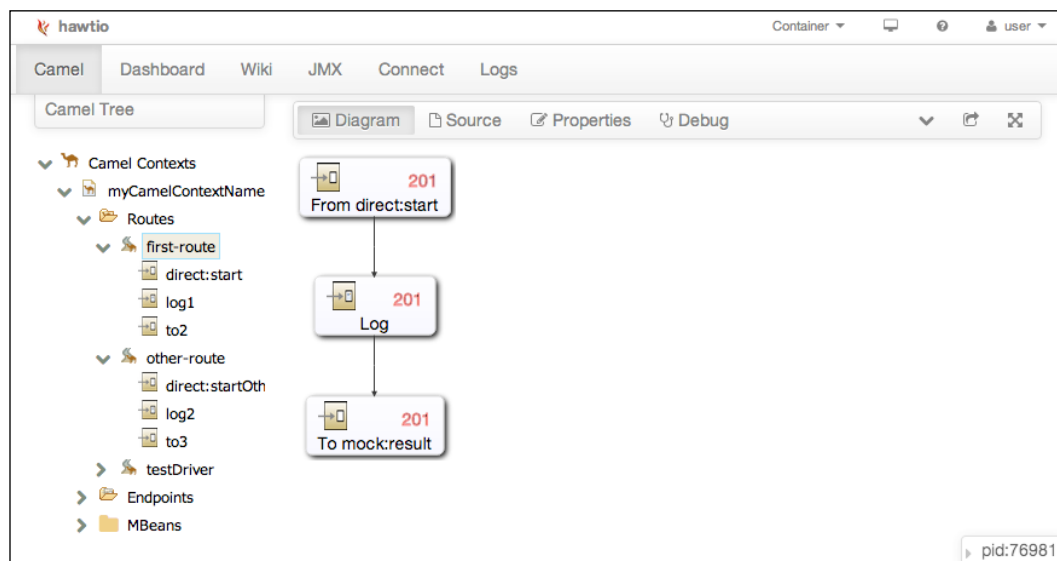 hawtio
Container
user
Camel Dashboard Wiki JMX Connect Logs
Camel Tree
Diagram Source Properties Debug
Camel Contexts
myCamelContextName
Routes
first-route
direct:start
log1
to2
other-route
direct:startOth
log2
to3
testDriver
Endpoints
MBeans
201
From direct:start
201
Log
201
To mock:result
pid:76981